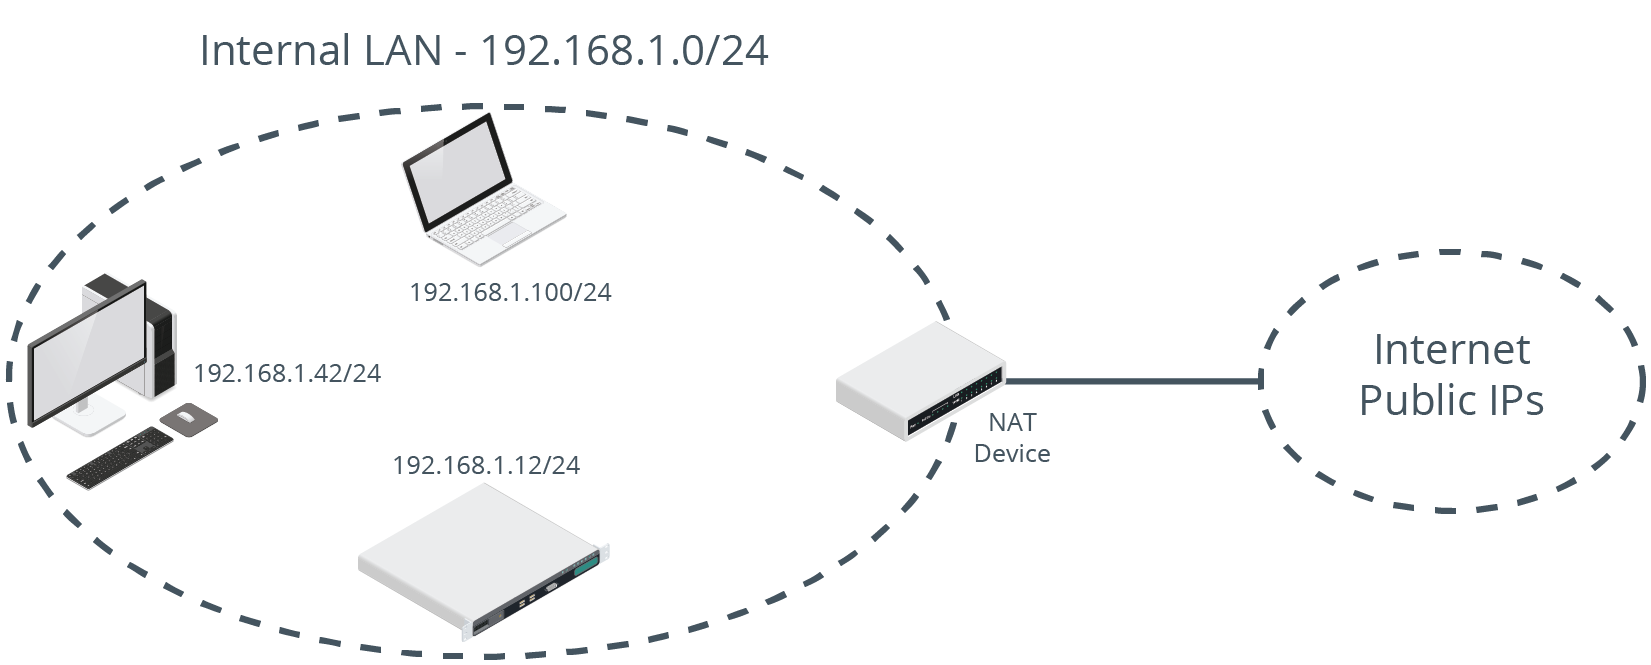 Internal LAN - 192.168.1.0/24
192.168.1.100/24
192.168.1.42/24
192.168.1.12/24
NAT
Device
Internet
Public IPs